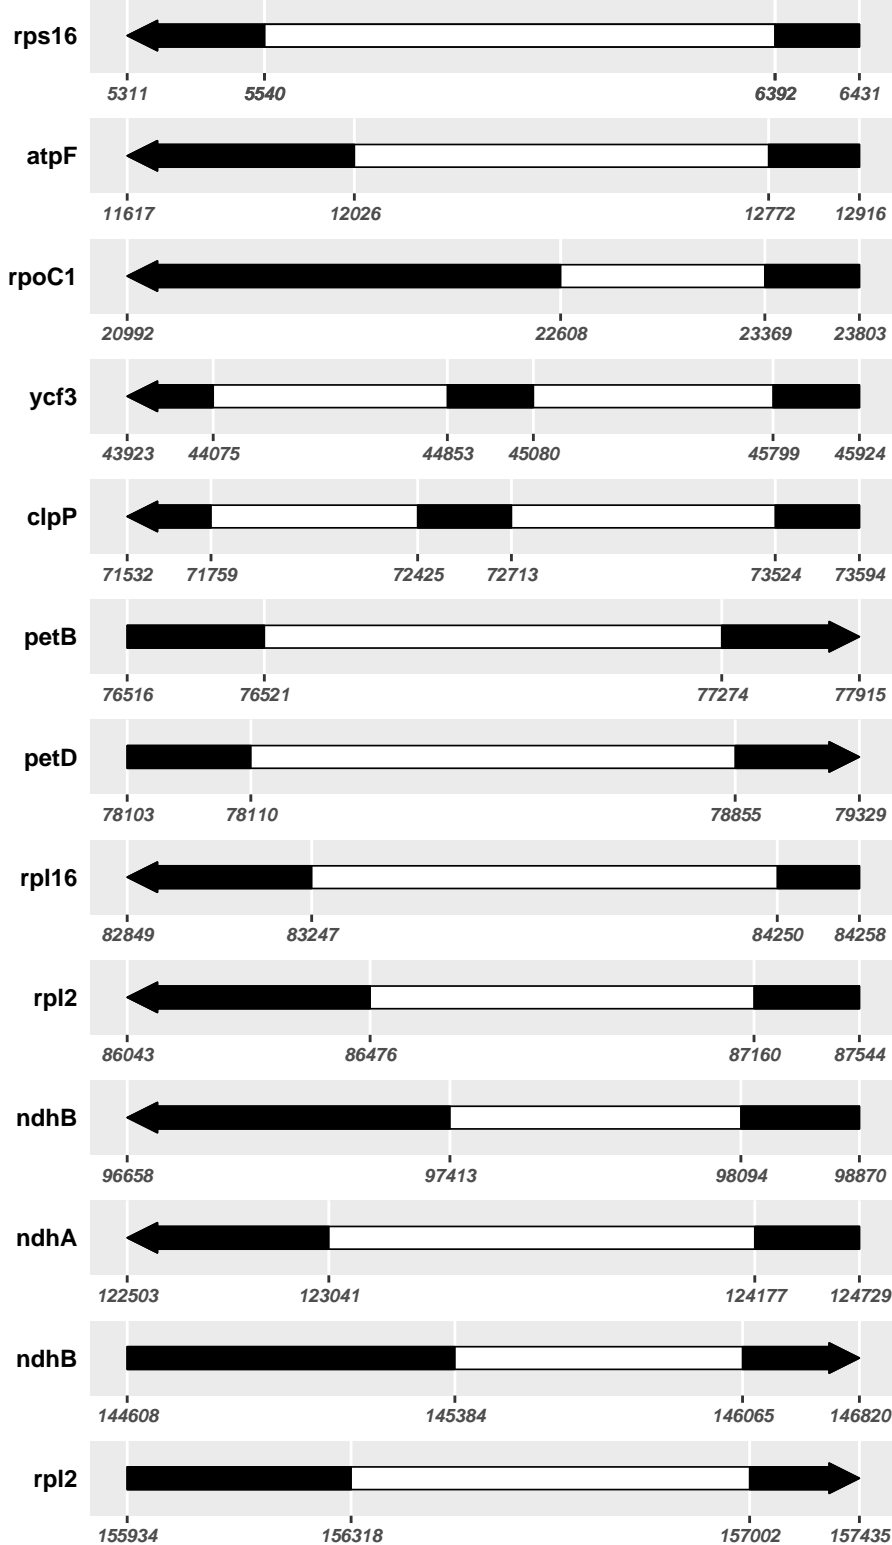 rps16
5311 5540 6392 6431
atpF
11617 12026 12772 12916
rpoC1
20992 22608 23369 23803
ycf3
43923 44075 44853 45080 45799 45924
clpP
71532 71759 72425 72713 73524 73594
petB
76516 76521 77274 77915
petD
78103 78110 78855 79329
rpl16
82849 83247 84250 84258
rpl2
86043 86476 87160 87544
ndhB
96658 97413 98094 98870
ndhA
122503 123041 124177 124729
ndhB
144608 145384 146065 146820
rpl2
155934 156318 157002 157435